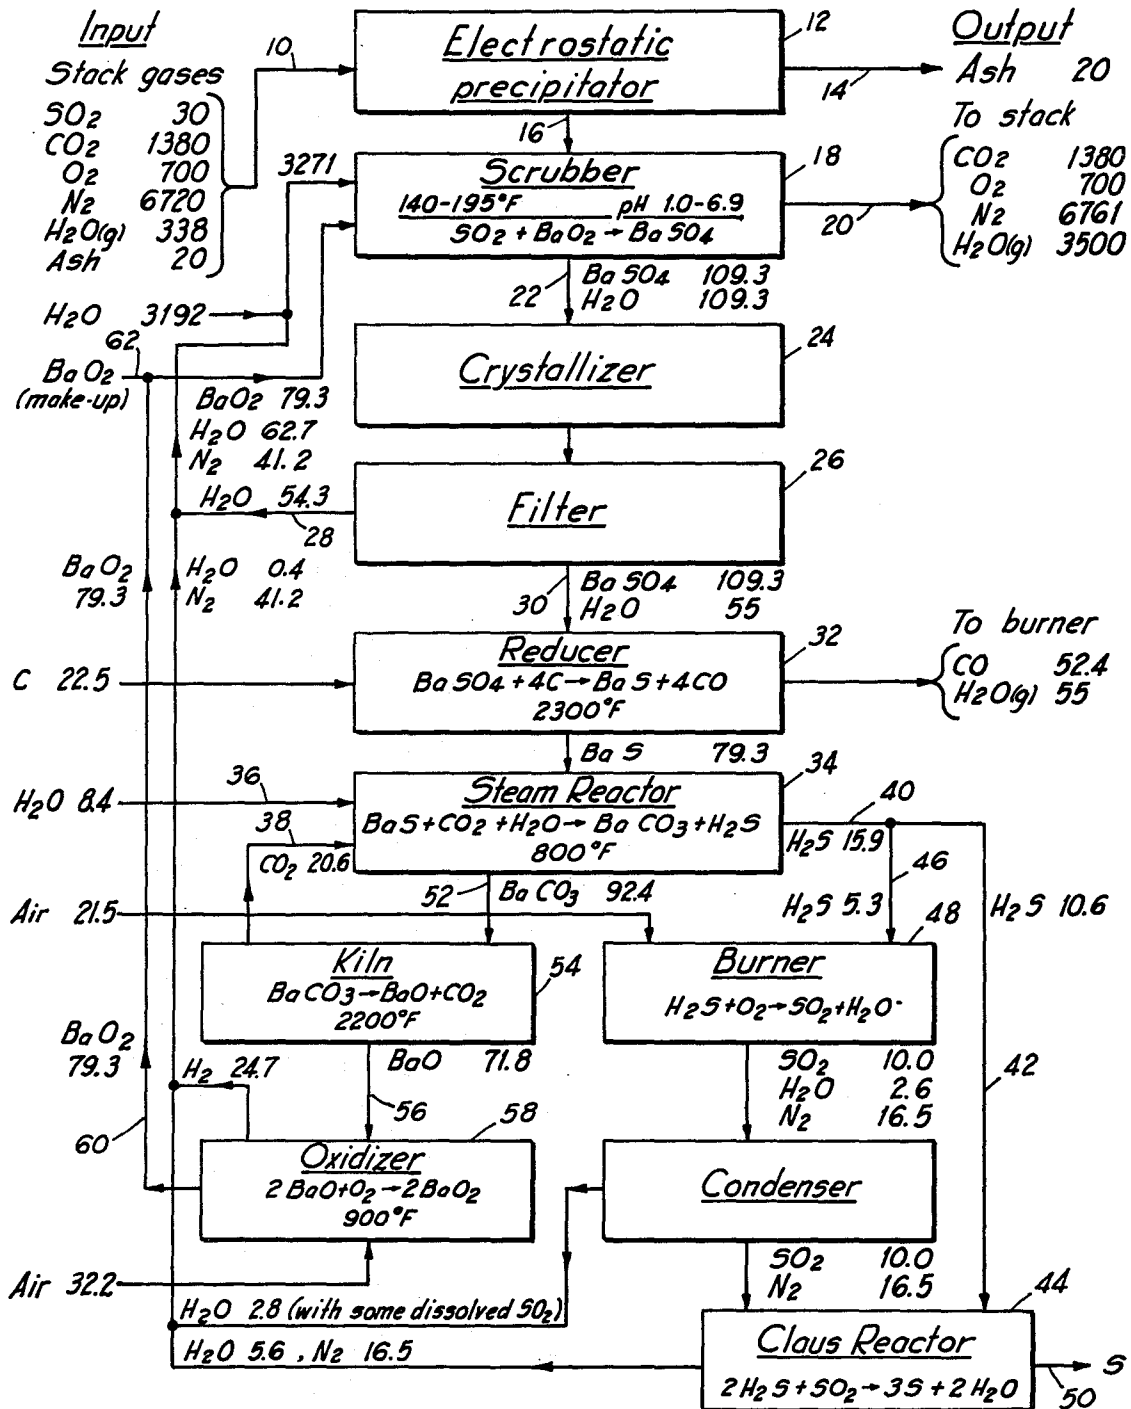 Input
Stack gases
SO2 30
CO2 1380
O2 700
N2 6720
H2O(g) 338
Ash 20
10
Electrostatic
precipitator
12
Output
Ash 20
14
16
To stack
CO2 1380
O2 700
N2 6761
H2O(g) 3500
3271
Scrubber
140-195°F pH 1.0-6.9
SO2 + BaO2 → BaSO4
18
20
H2O 3192
22
BaSO4 109.3
H2O 109.3
62
BaO2
(make-up)
BaO2 79.3
H2O 62.7
N2 41.2
Crystallizer
24
Filter
26
H2O 54.3
28
BaO2
79.3
H2O 0.4
N2 41.2
30
BaSO4 109.3
H2O 55
C 22.5
Reducer
BaSO4 + 4C → BaS + 4CO
2300°F
32
To burner
CO 52.4
H2O(g) 55
BaS 79.3
34
H2O 8.4
36
38
CO2 20.6
Steam Reactor
BaS + CO2 + H2O → BaCO3 + H2S
800°F
40
H2S 15.9
46
52
BaCO3 92.4
Air 21.5
H2S 5.3
H2S 10.6
48
Kiln
BaCO3 → BaO + CO2
2200°F
54
Burner
H2S + O2 → SO2 + H2O
BaO2
79.3
H2 24.7
BaO 71.8
SO2 10.0
H2O 2.6
N2 16.5
42
56
58
60
Oxidizer
2BaO + O2 → 2BaO2
900°F
Condenser
Air 32.2
SO2 10.0
N2 16.5
44
H2O 2.8 (with some dissolved SO2)
H2O 5.6, N2 16.5
Claus Reactor
2H2S + SO2 → 3S + 2H2O
S
50